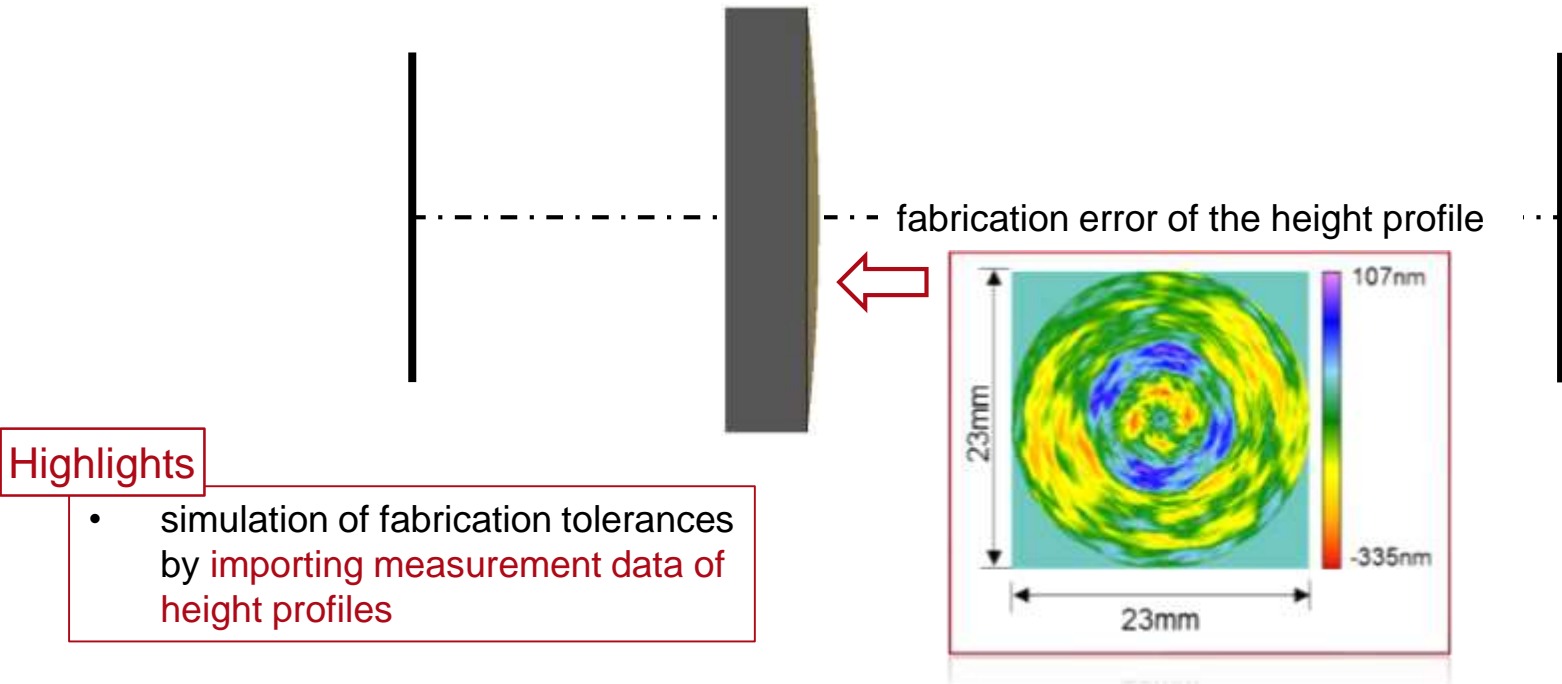 fabrication error of the height profile
107nm
23mm
-335nm
23mm
Highlights
• simulation of fabrication tolerances
by importing measurement data of
height profiles